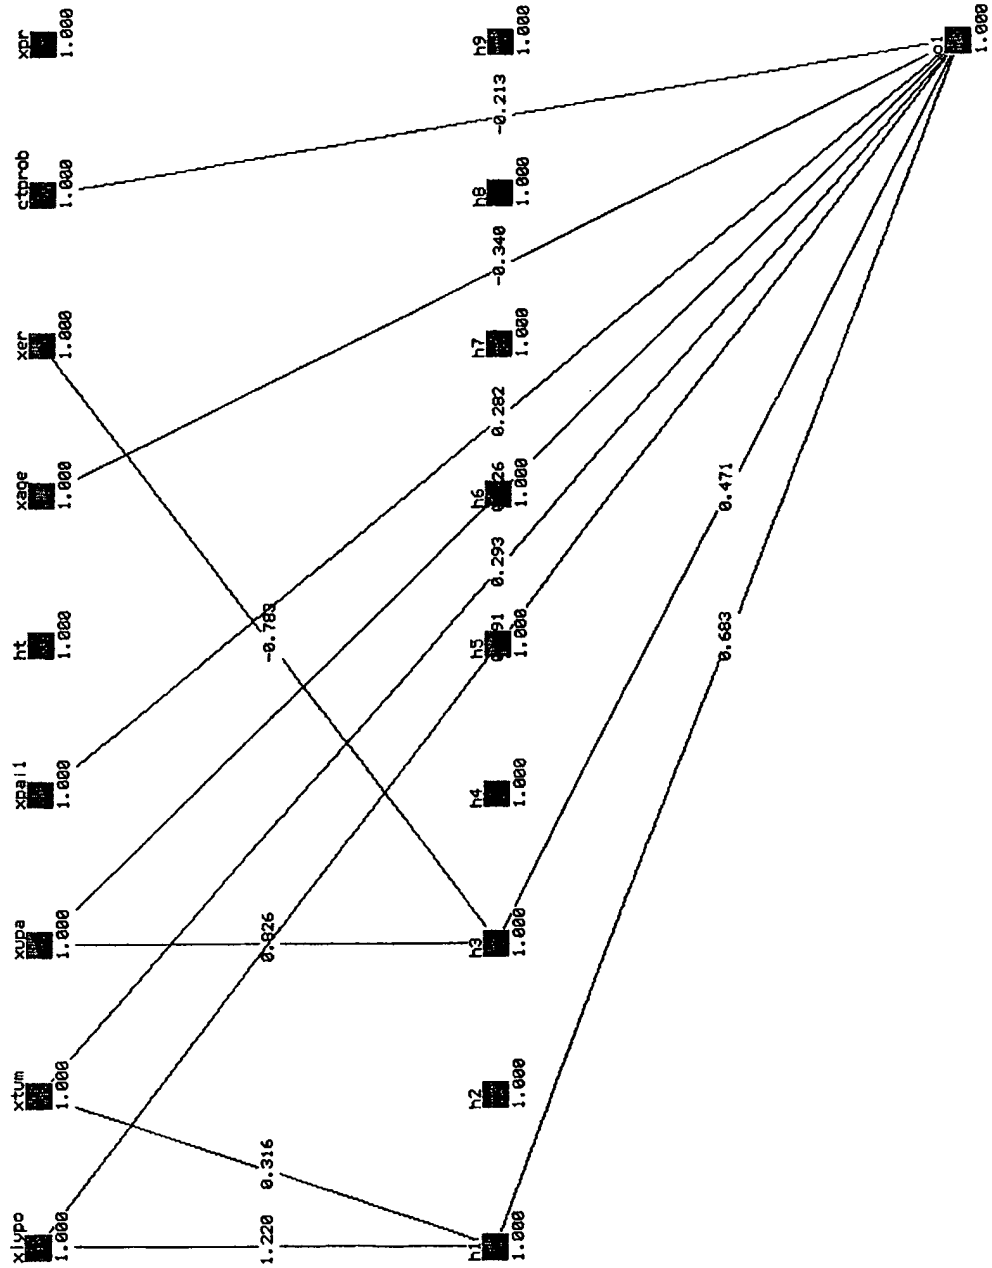 xlypo xtum xupa xpai1 ht xage xer ctprob xpr
1.000 1.000 1.000 1.000 1.000 1.000 1.000 1.000 1.000
1.220 0.316 0.826 -0.783
h1 h2 h3 h4 h5 h6 h7 h8 h9
0.293 0.282 -0.340 -0.213
1.000 1.000 1.000 1.000 1.000 1.000 1.000 1.000 1.000
0.683 0.471
o1
1.000